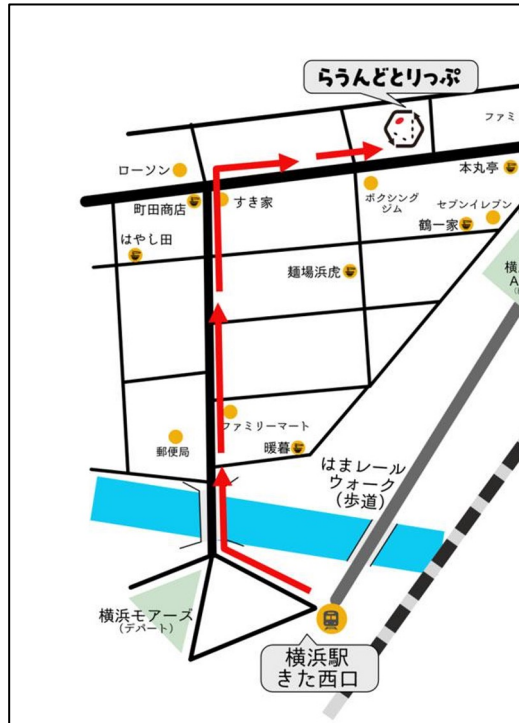 らうんどとりっぷ
ファミ
ローソン
本丸亭
町田商店
すき家
ボクシング
ジム
セブンイレブン
鶴一家
はやし田
麺場浜虎
横
A
ファミリーマート
郵便局
暖暮
はまレール
ウォーク
(歩道)
横浜モアーズ
(デパート)
横浜駅
きた西口